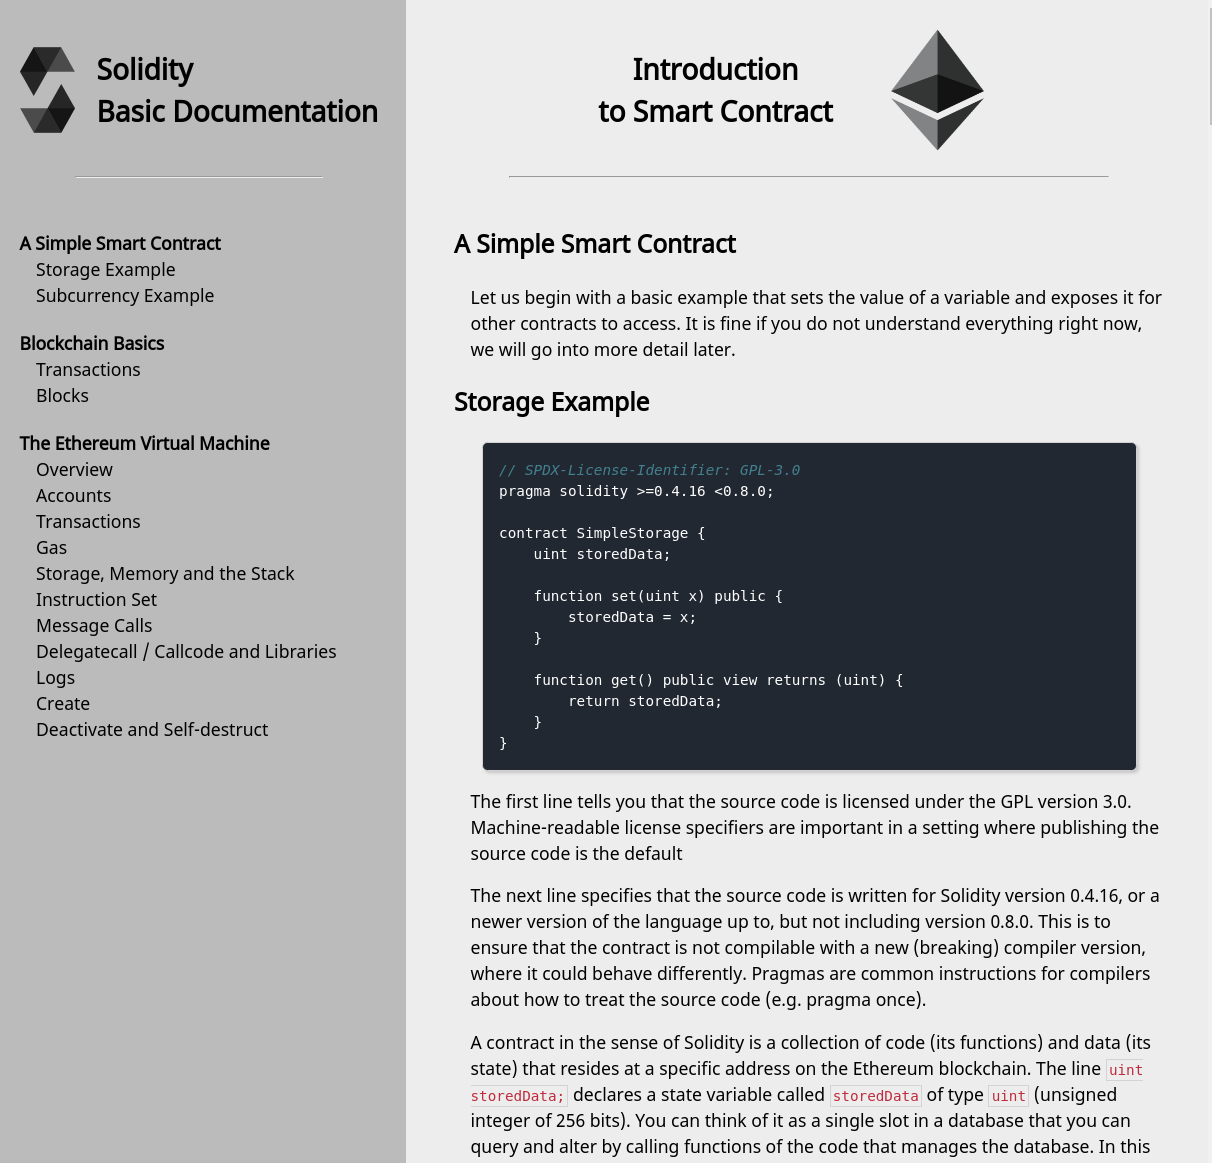 Solidity
Basic Documentation
A Simple Smart Contract
Storage Example
Subcurrency Example
Blockchain Basics
Transactions
Blocks
The Ethereum Virtual Machine
Overview
Accounts
Transactions
Gas
Storage, Memory and the Stack
Instruction Set
Message Calls
Delegatecall / Callcode and Libraries
Logs
Create
Deactivate and Self-destruct
Introduction
to Smart Contract
A Simple Smart Contract
Let us begin with a basic example that sets the value of a variable and exposes it for
other contracts to access. It is fine if you do not understand everything right now,
we will go into more detail later.
Storage Example
// SPDX-License-Identifier: GPL-3.0
pragma solidity >=0.4.16 <0.8.0;
contract SimpleStorage {
    uint storedData;
    function set(uint x) public {
        storedData = x;
    }
    function get() public view returns (uint) {
        return storedData;
    }
}
The first line tells you that the source code is licensed under the GPL version 3.0.
Machine-readable license specifiers are important in a setting where publishing the
source code is the default
The next line specifies that the source code is written for Solidity version 0.4.16, or a
newer version of the language up to, but not including version 0.8.0. This is to
ensure that the contract is not compilable with a new (breaking) compiler version,
where it could behave differently. Pragmas are common instructions for compilers
about how to treat the source code (e.g. pragma once).
A contract in the sense of Solidity is a collection of code (its functions) and data (its
state) that resides at a specific address on the Ethereum blockchain. The line uint
storedData; declares a state variable called storedData of type uint (unsigned
integer of 256 bits). You can think of it as a single slot in a database that you can
query and alter by calling functions of the code that manages the database. In this